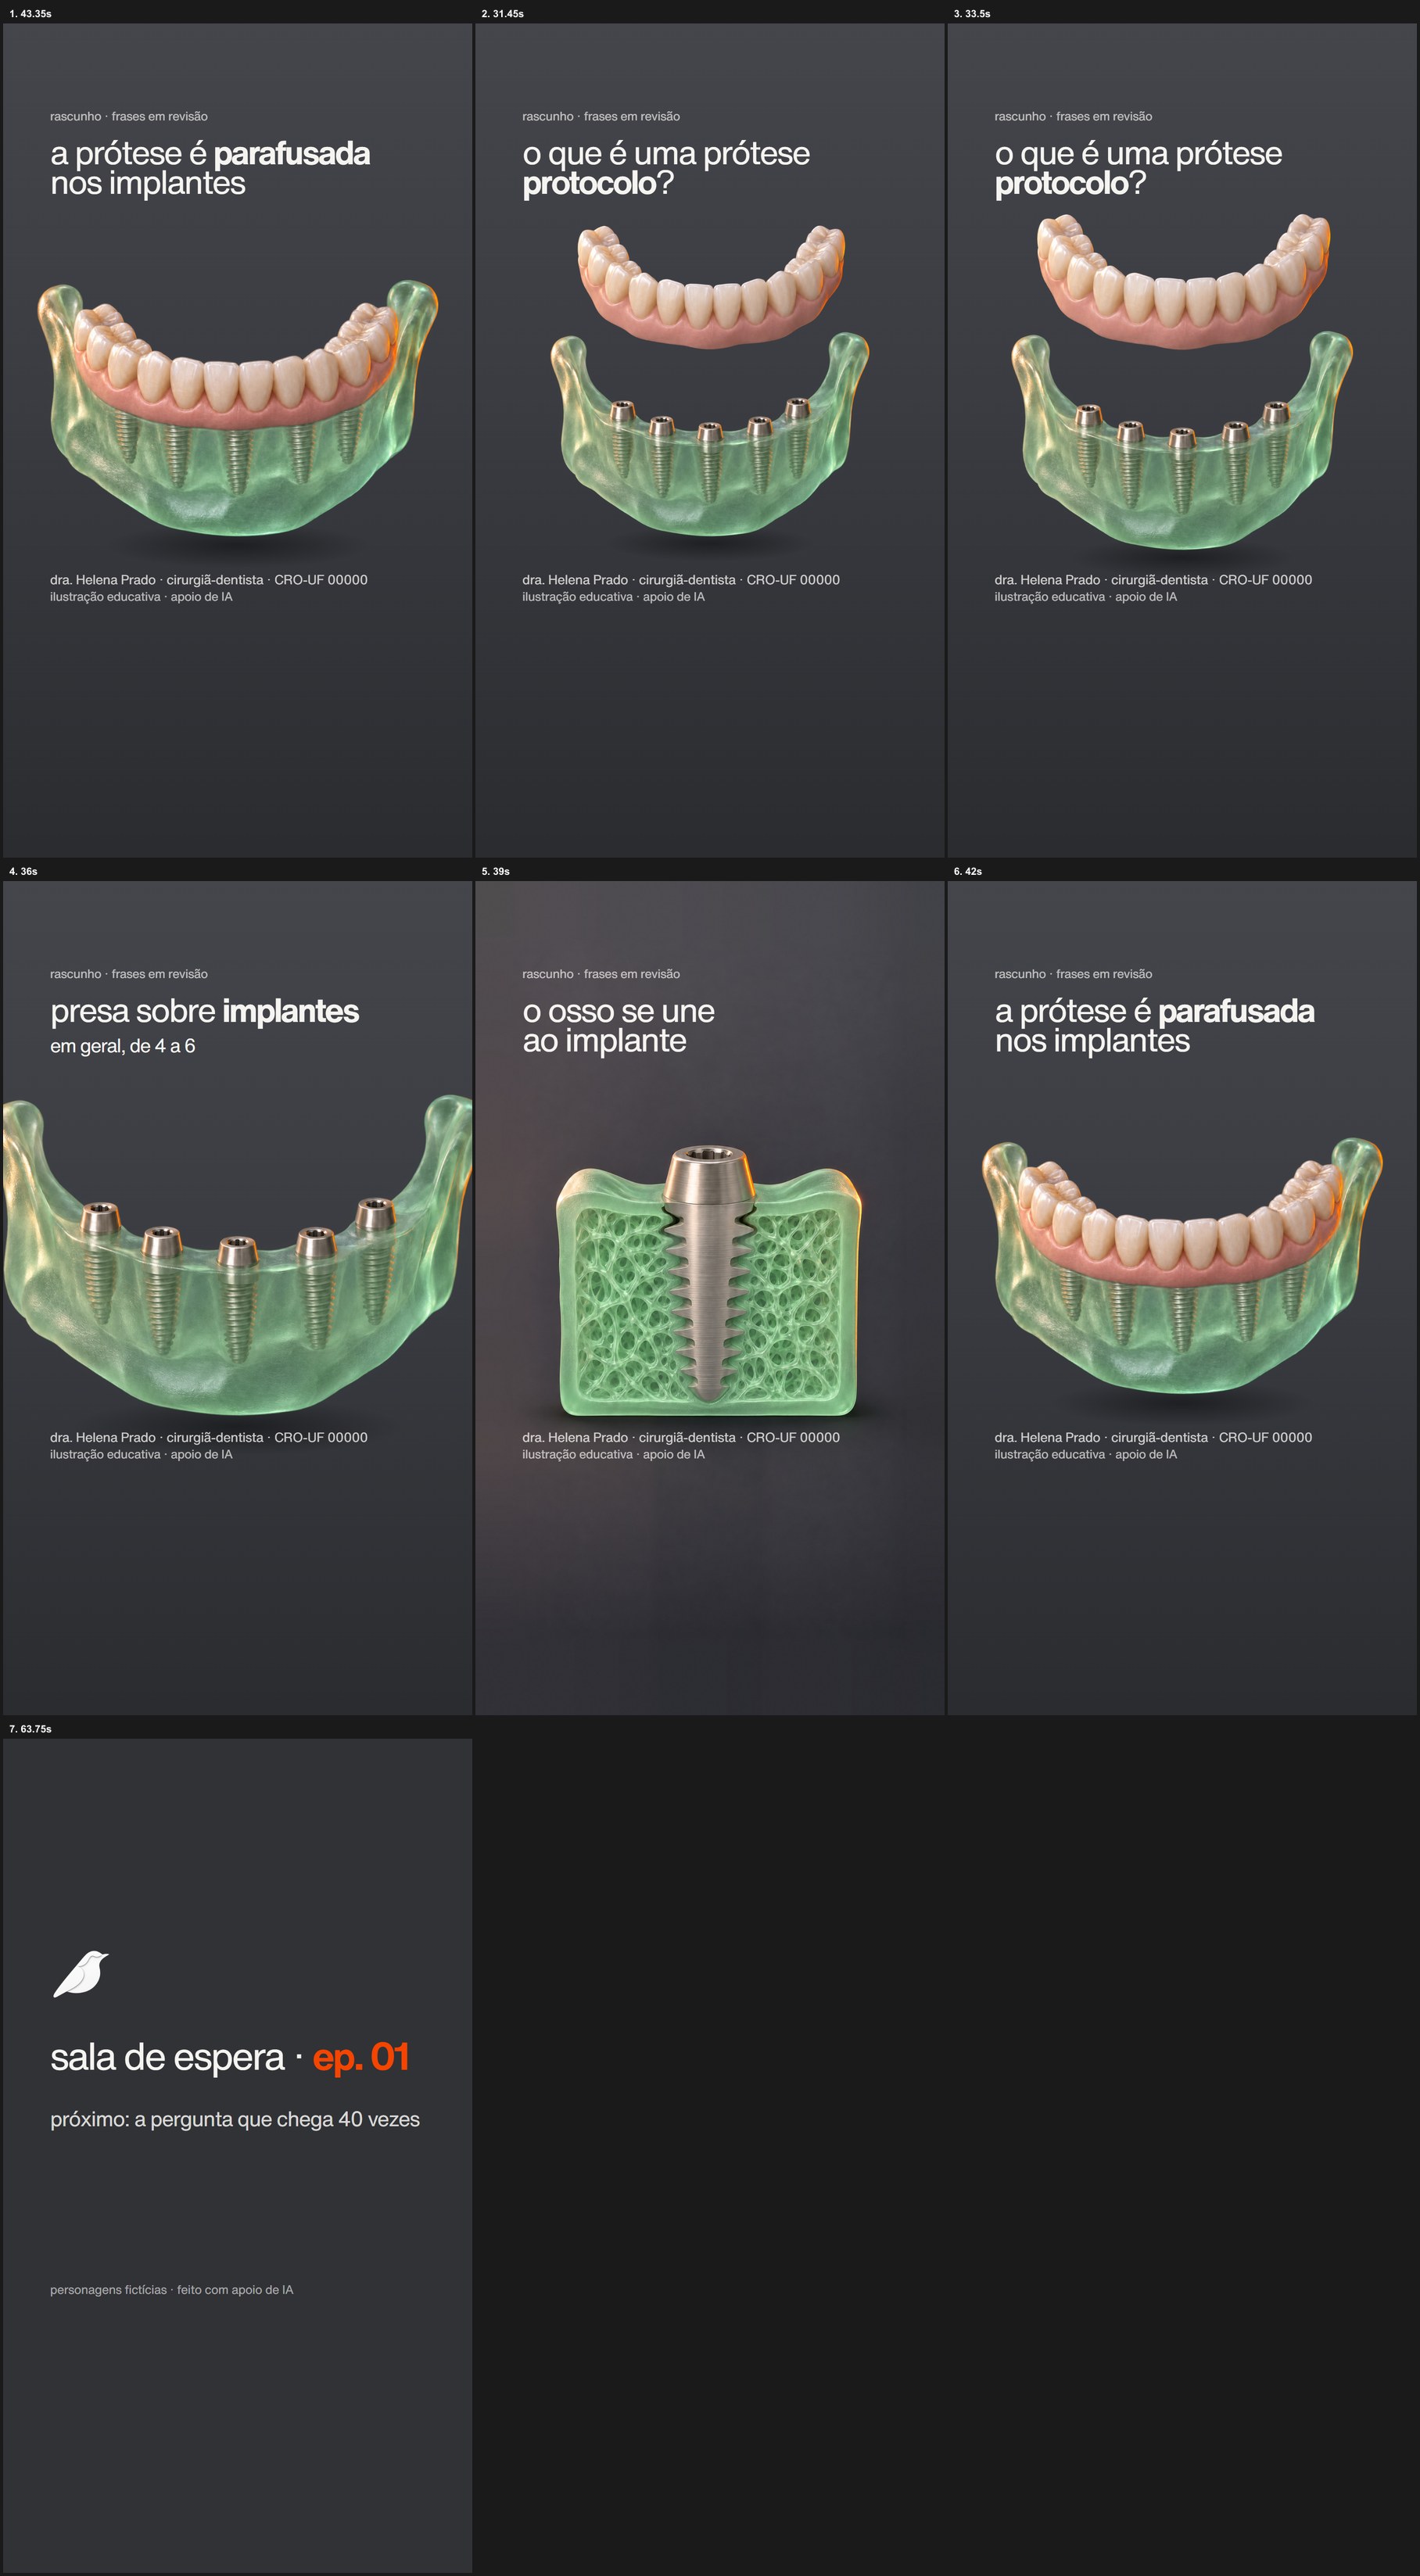 1. 43.35s
rascunho · frases em revisão
a prótese é parafusada
nos implantes
dra. Helena Prado · cirurgiã-dentista · CRO-UF 00000
ilustração educativa · apoio de IA
2. 31.45s
rascunho · frases em revisão
o que é uma prótese
protocolo?
dra. Helena Prado · cirurgiã-dentista · CRO-UF 00000
ilustração educativa · apoio de IA
3. 33.5s
rascunho · frases em revisão
o que é uma prótese
protocolo?
dra. Helena Prado · cirurgiã-dentista · CRO-UF 00000
ilustração educativa · apoio de IA
4. 36s
rascunho · frases em revisão
presa sobre implantes
em geral, de 4 a 6
dra. Helena Prado · cirurgiã-dentista · CRO-UF 00000
ilustração educativa · apoio de IA
5. 39s
rascunho · frases em revisão
o osso se une
ao implante
dra. Helena Prado · cirurgiã-dentista · CRO-UF 00000
ilustração educativa · apoio de IA
6. 42s
rascunho · frases em revisão
a prótese é parafusada
nos implantes
dra. Helena Prado · cirurgiã-dentista · CRO-UF 00000
ilustração educativa · apoio de IA
7. 63.75s
sala de espera · ep. 01
próximo: a pergunta que chega 40 vezes
personagens fictícias · feito com apoio de IA